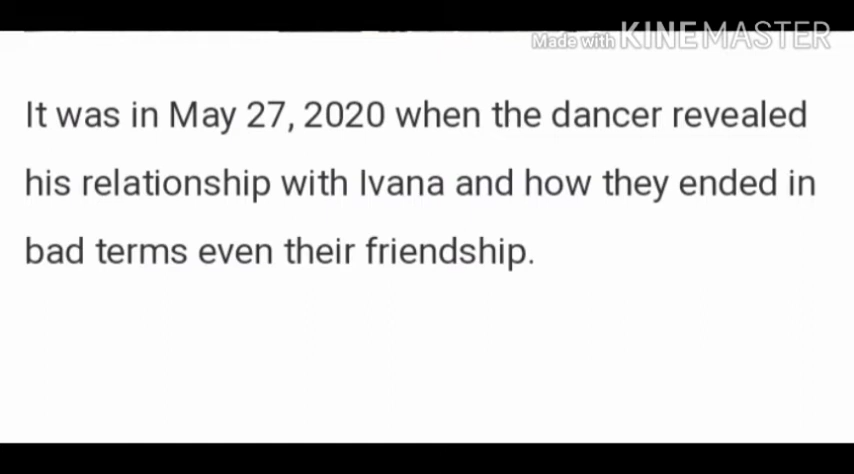 Made with KINEMASTER
It was in May 27, 2020 when the dancer revealed
his relationship with Ivana and how they ended in
bad terms even their friendship.